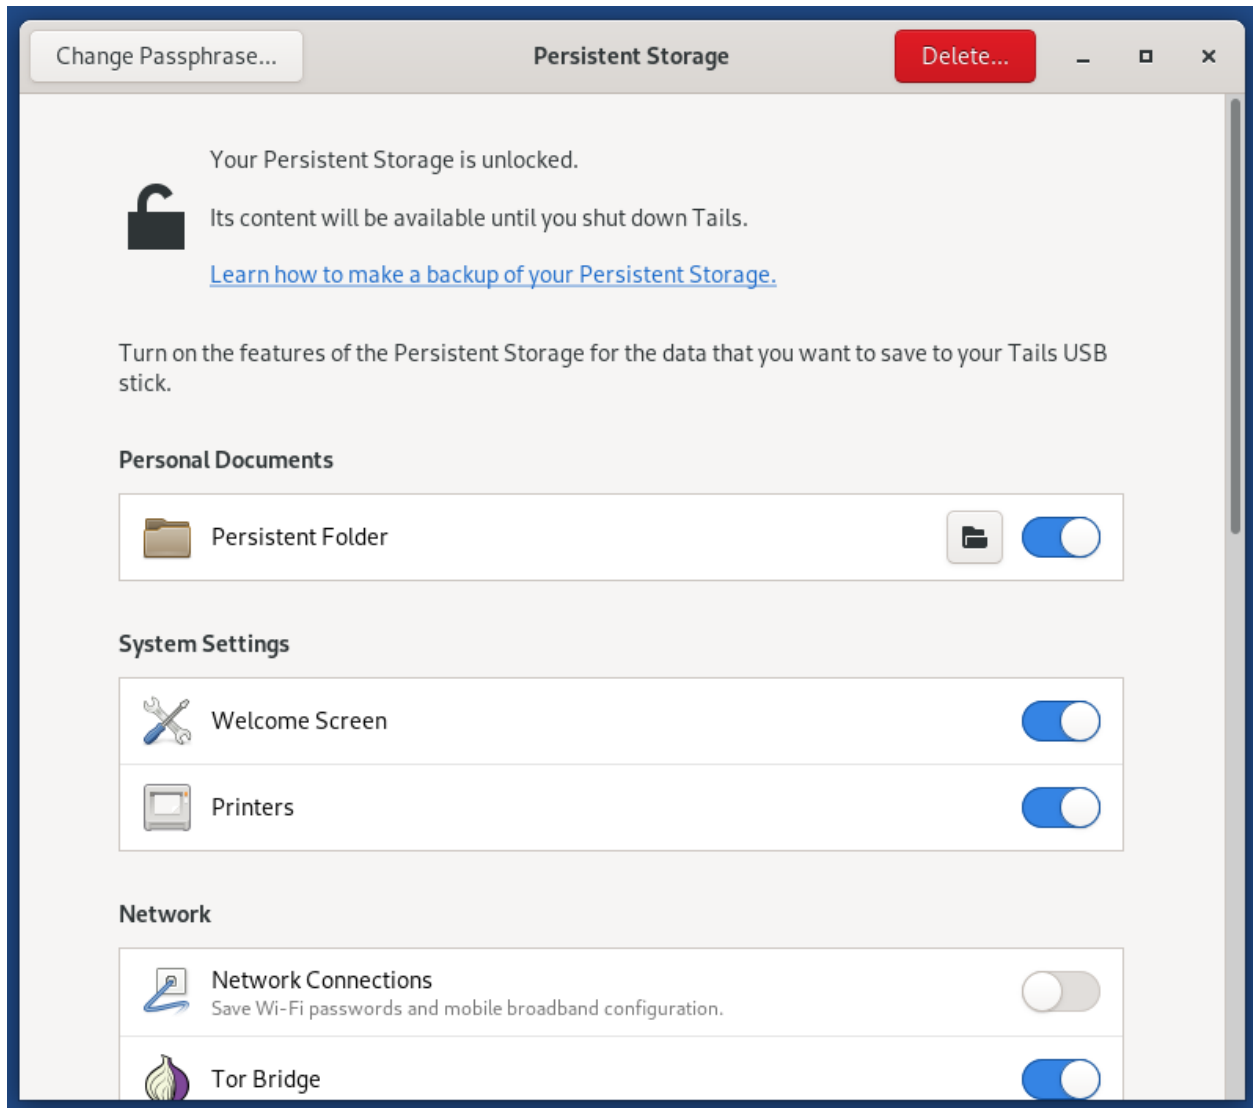 Change Passphrase...
Persistent Storage
Delete...
Your Persistent Storage is unlocked.
Its content will be available until you shut down Tails.
Learn how to make a backup of your Persistent Storage.
Turn on the features of the Persistent Storage for the data that you want to save to your Tails USB
stick.
Personal Documents
Persistent Folder
System Settings
Welcome Screen
Printers
Network
Network Connections
Save Wi-Fi passwords and mobile broadband configuration.
Tor Bridge